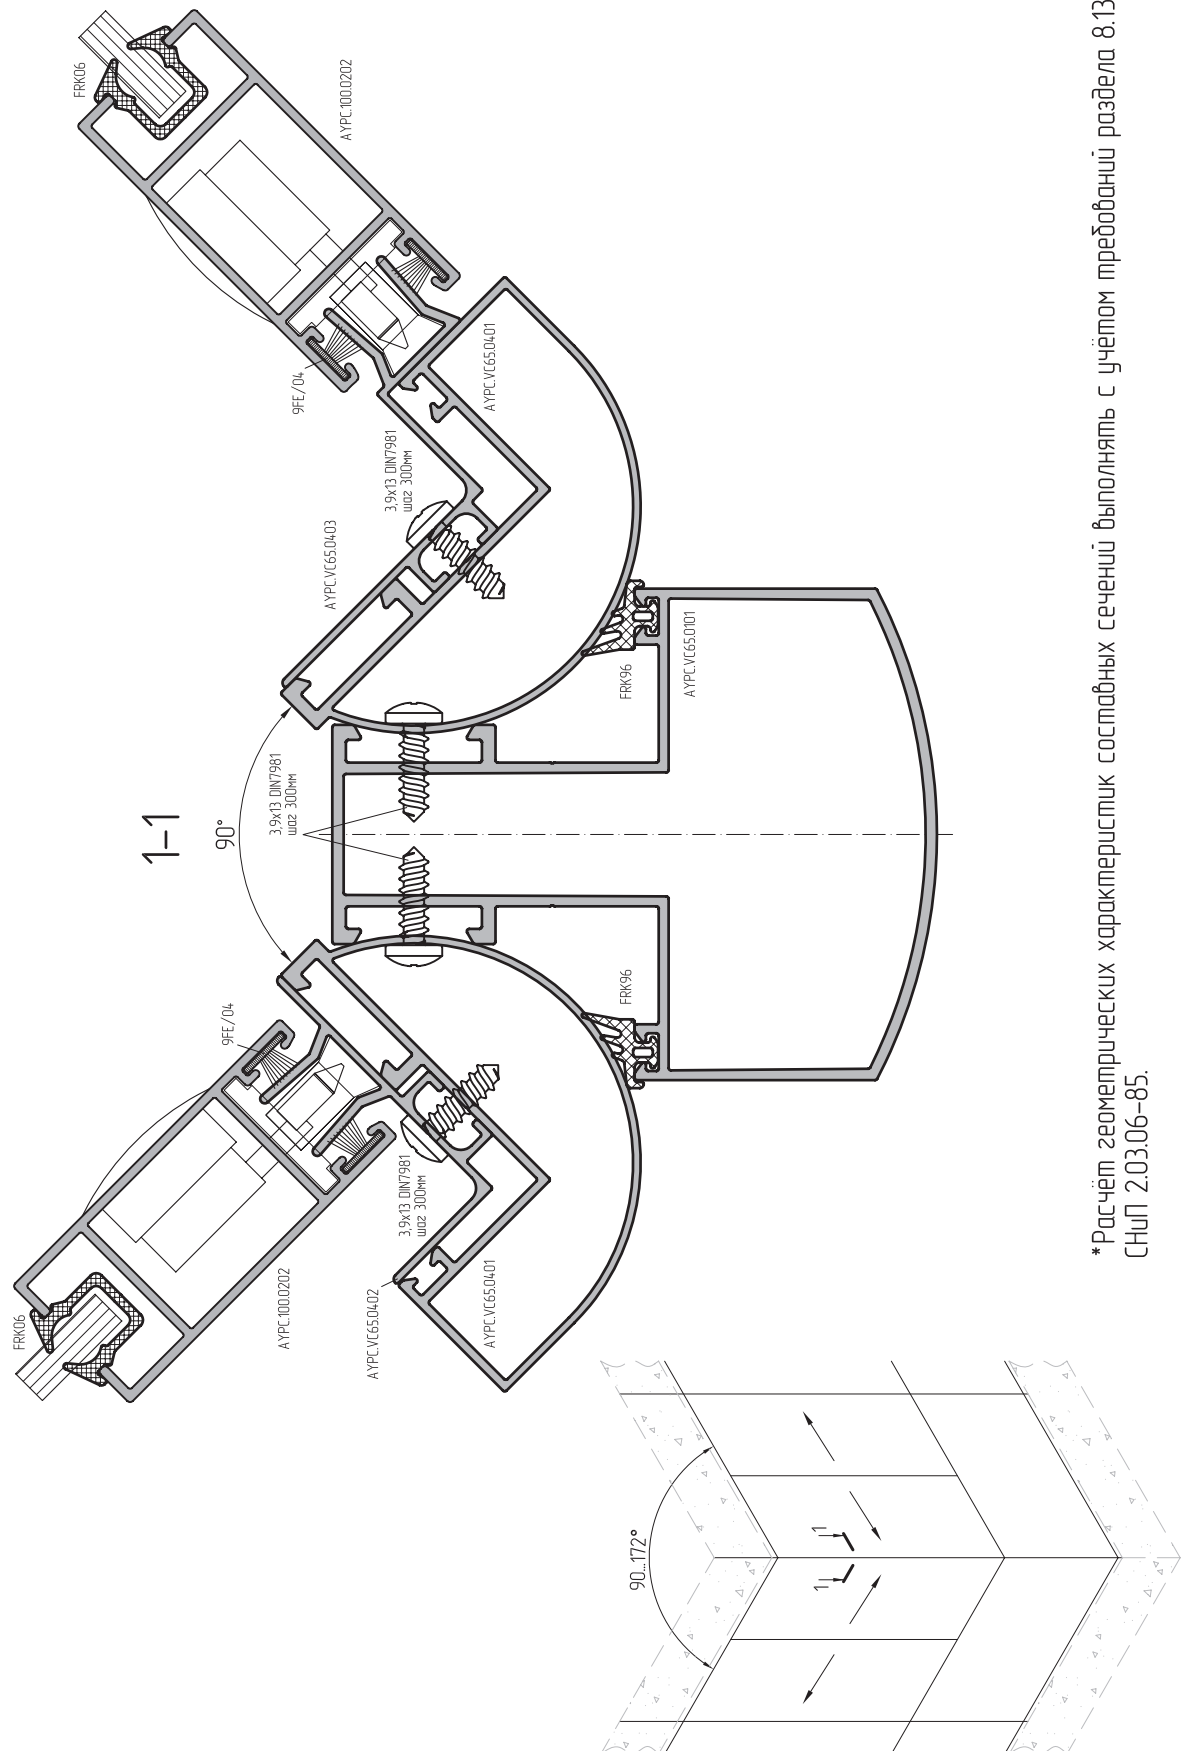 1-1
90°
FRK06
AYPC.100.0202
9FE/04
AYPC.VC65.0402
AYPC.VC65.0401
3,9x13 DIN7981
шаг 300мм
FRK96
3,9x13 DIN7981
шаг 300мм
AYPC.VC65.0403
3,9x13 DIN7981
шаг 300мм
9FE/04
AYPC.VC65.0401
FRK06
AYPC.100.0202
FRK96
AYPC.VC65.0101
90...172°
1
1
*Расчёт геометрических характеристик составных сечений выполнять с учётом требований раздела 8.13
СНиП 2.03.06-85.